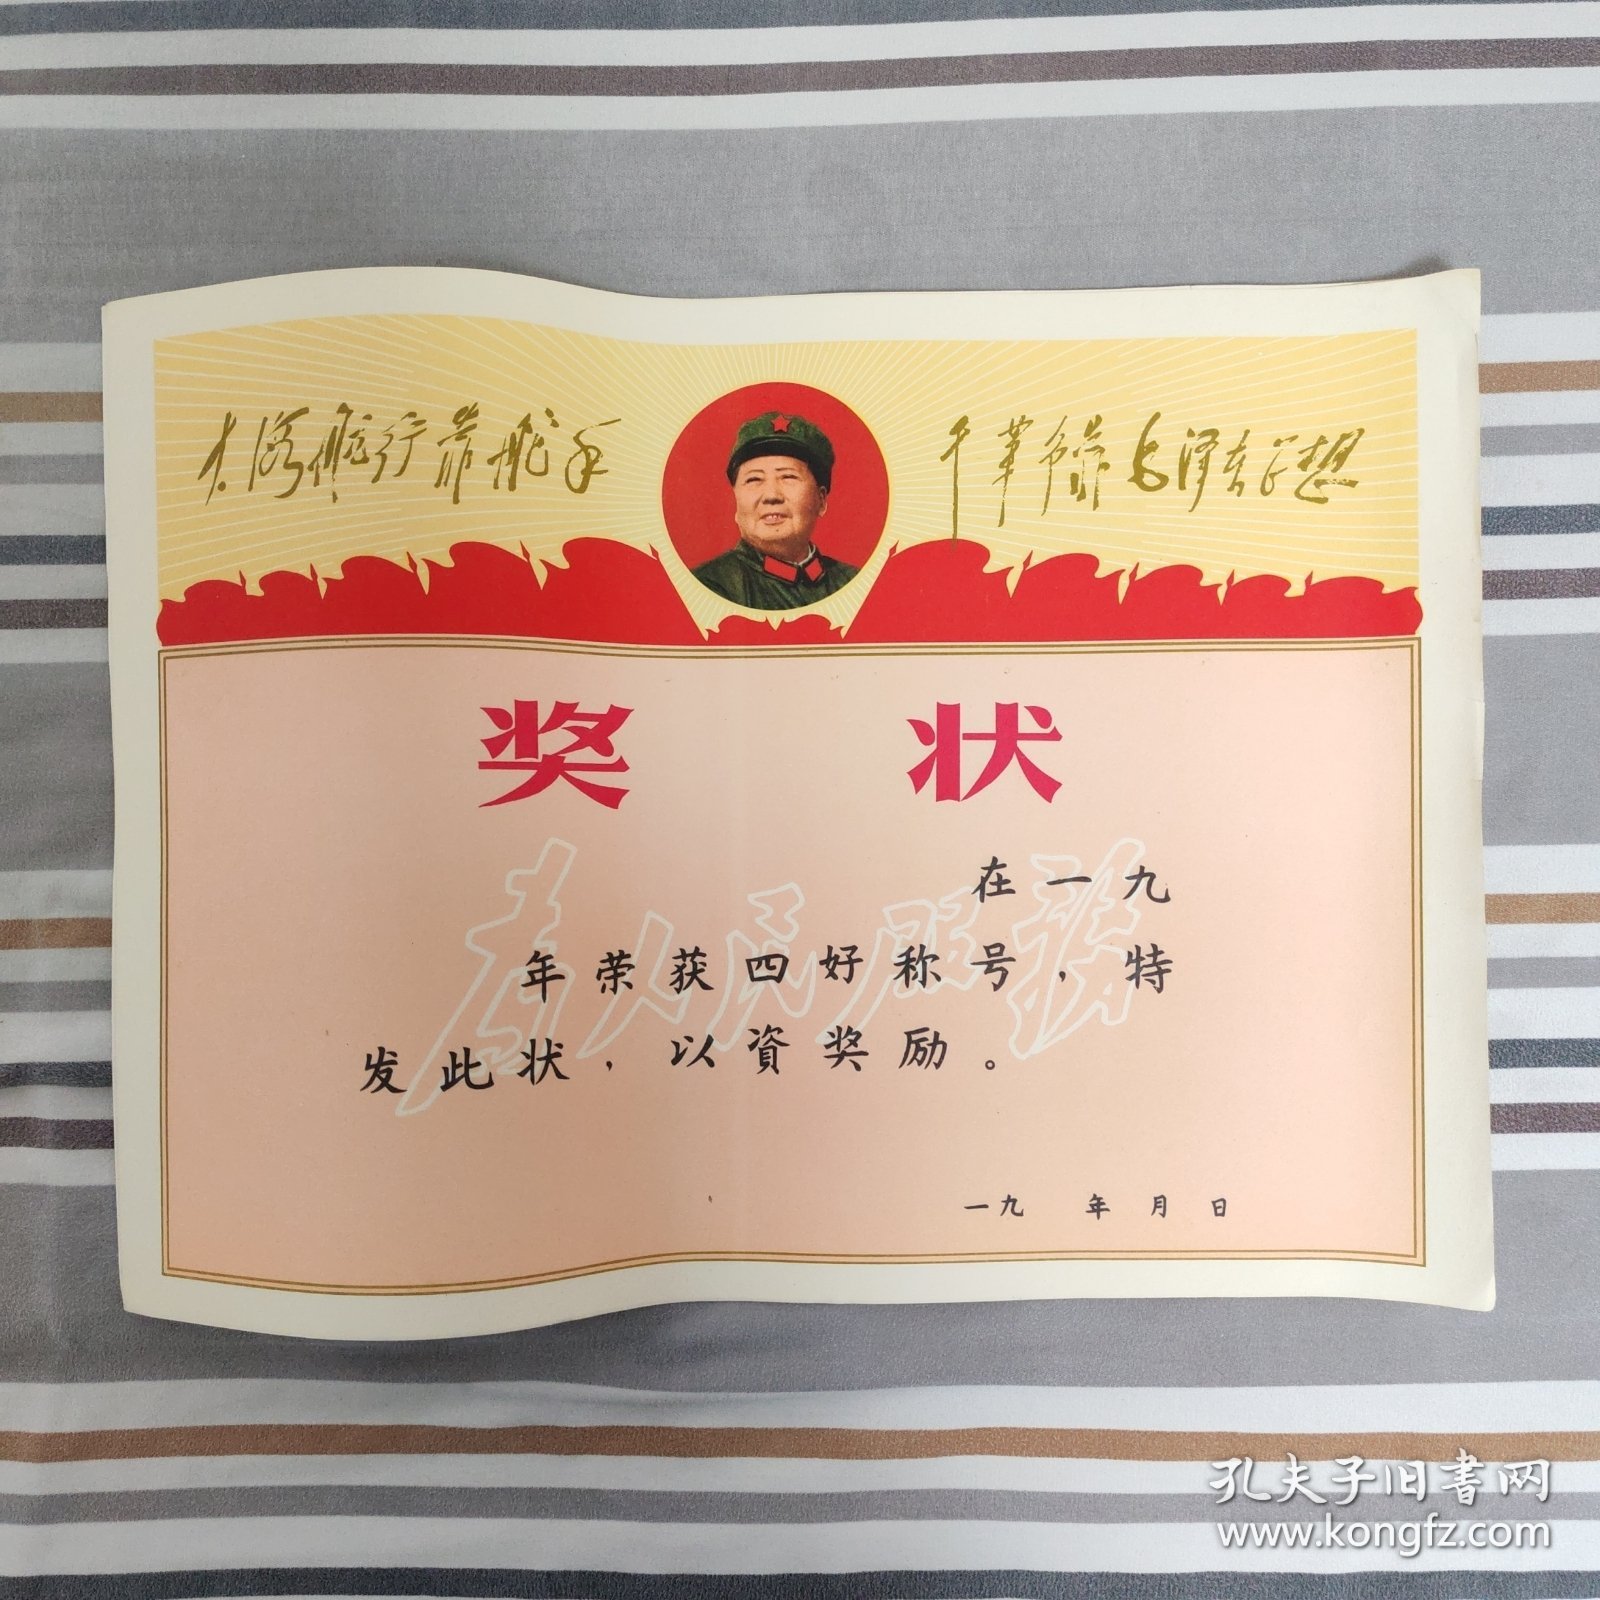 大海航行靠舵手
干革命靠毛泽东思想
奖状
为人民服务
在一九
年荣获四好称号，特
发此状，以資奖励。
一九 年 月 日
孔夫子旧书网
www.kongfz.com